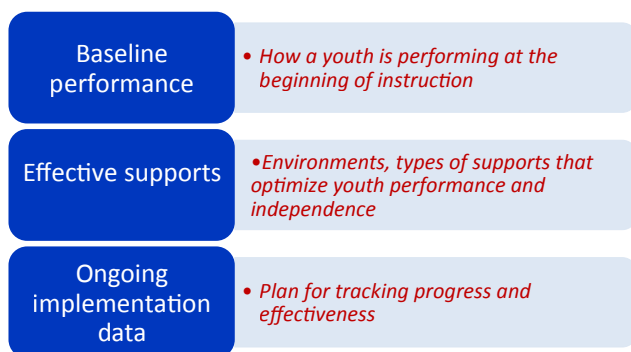 Baseline
performance
• How a youth is performing at the
beginning of instruction
Effective supports
•Environments, types of supports that
optimize youth performance and
independence
Ongoing
implementation
data
• Plan for tracking progress and
effectiveness